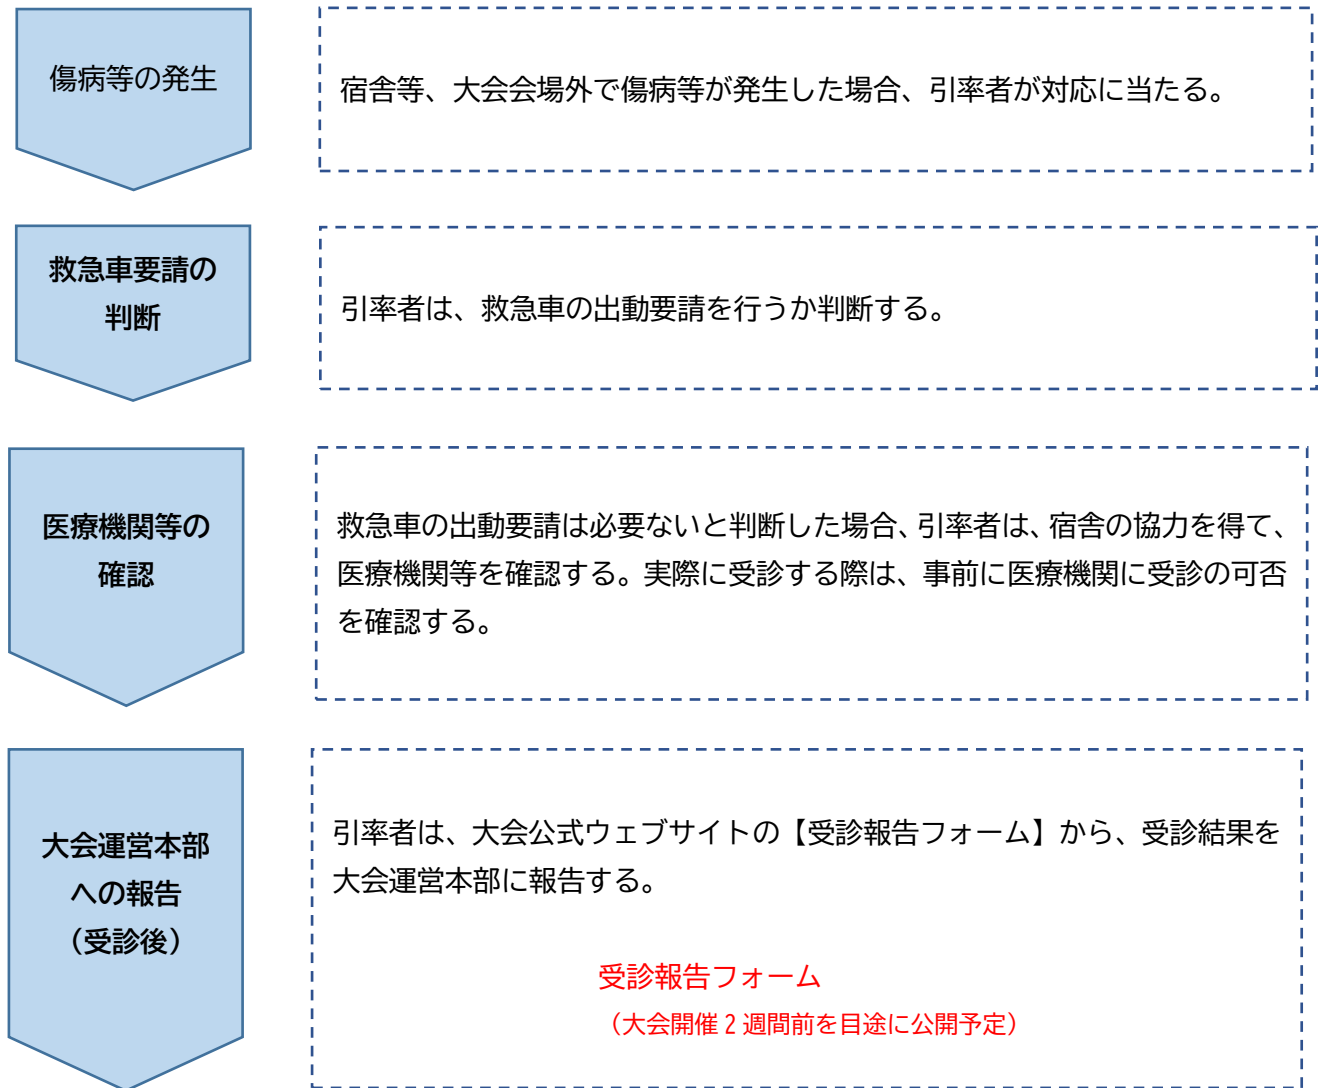 傷病等の発生
宿舎等、大会会場外で傷病等が発生した場合、引率者が対応に当たる。
救急車要請の
判断
引率者は、救急車の出動要請を行うか判断する。
医療機関等の
確認
救急車の出動要請は必要ないと判断した場合、引率者は、宿舎の協力を得て、
医療機関等を確認する。実際に受診する際は、事前に医療機関に受診の可否
を確認する。
大会運営本部
への報告
（受診後）
引率者は、大会公式ウェブサイトの【受診報告フォーム】から、受診結果を
大会運営本部に報告する。
受診報告フォーム
（大会開催２週間前を目途に公開予定）